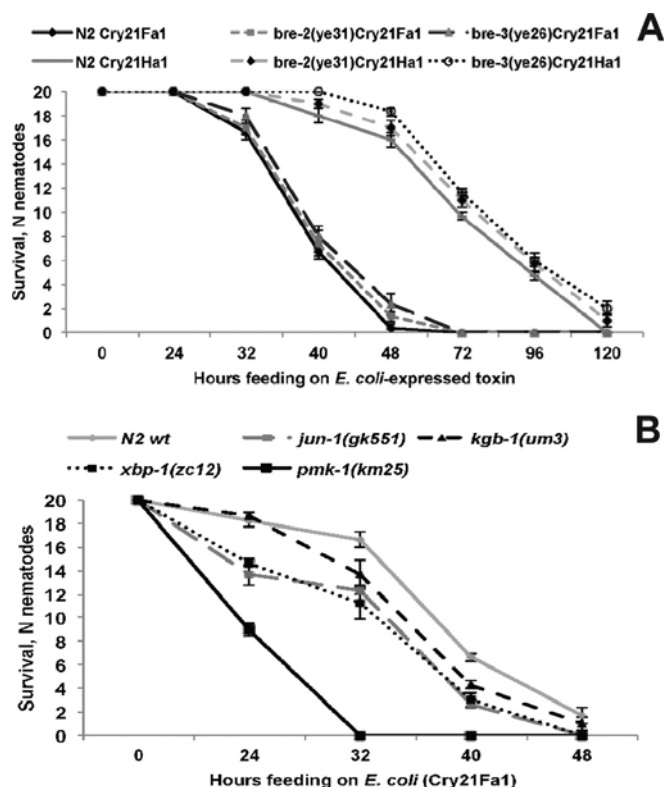 A
N2 Cry21Fa1 bre-2(ye31)Cry21Fa1 bre-3(ye26)Cry21Fa1
N2 Cry21Ha1 bre-2(ye31)Cry21Ha1 bre-3(ye26)Cry21Ha1
Survival, N nematodes
20
18
16
14
12
10
8
6
4
2
0
0 24 32 40 48 72 96 120
Hours feeding on E. coli-expressed toxin
B
N2 wt jun-1(gk551) kgb-1(um3)
xbp-1(zc12) pmk-1(km25)
Survival, N nematodes
20
18
16
14
12
10
8
6
4
2
0
0 24 32 40 48
Hours feeding on E. coli (Cry21Fa1)